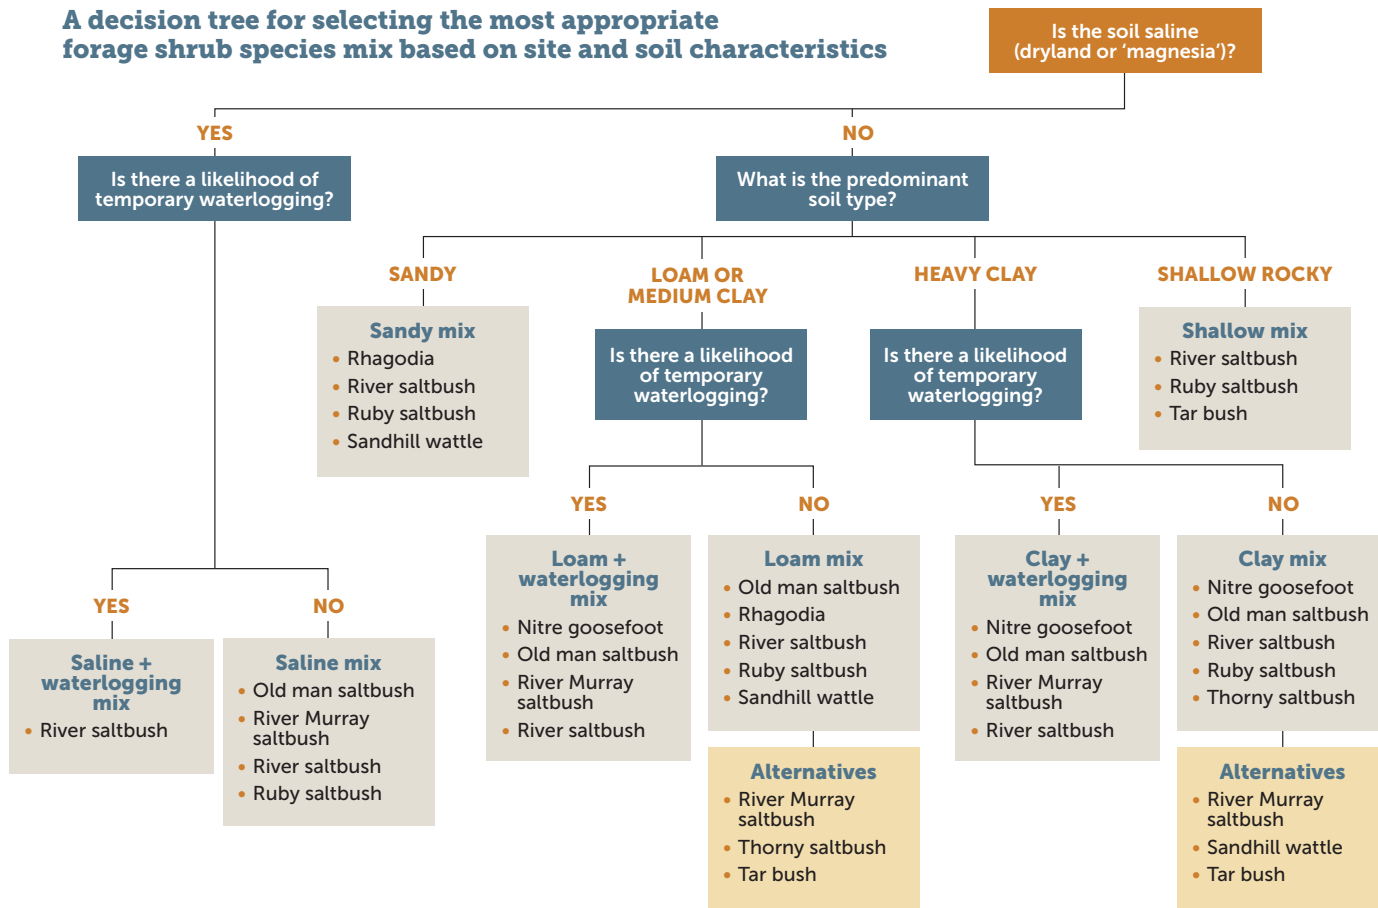 A decision tree for selecting the most appropriate
forage shrub species mix based on site and soil characteristics
Is the soil saline
(dryland or ‘magnesia’)?
YES
NO
Is there a likelihood of
temporary waterlogging?
What is the predominant
soil type?
SANDY
LOAM OR
MEDIUM CLAY
HEAVY CLAY
SHALLOW ROCKY
Sandy mix
• Rhagodia
• River saltbush
• Ruby saltbush
• Sandhill wattle
Is there a likelihood
of temporary
waterlogging?
Is there a likelihood
of temporary
waterlogging?
Shallow mix
• River saltbush
• Ruby saltbush
• Tar bush
YES
NO
YES
NO
Loam +
waterlogging
mix
• Nitre goosefoot
• Old man saltbush
• River Murray
saltbush
• River saltbush
Loam mix
• Old man saltbush
• Rhagodia
• River saltbush
• Ruby saltbush
• Sandhill wattle
Clay +
waterlogging
mix
• Nitre goosefoot
• Old man saltbush
• River Murray
saltbush
• River saltbush
Clay mix
• Nitre goosefoot
• Old man saltbush
• River saltbush
• Ruby saltbush
• Thorny saltbush
YES
NO
Saline +
waterlogging
mix
• River saltbush
Saline mix
• Old man saltbush
• River Murray
saltbush
• River saltbush
• Ruby saltbush
Alternatives
• River Murray
saltbush
• Thorny saltbush
• Tar bush
Alternatives
• River Murray
saltbush
• Sandhill wattle
• Tar bush